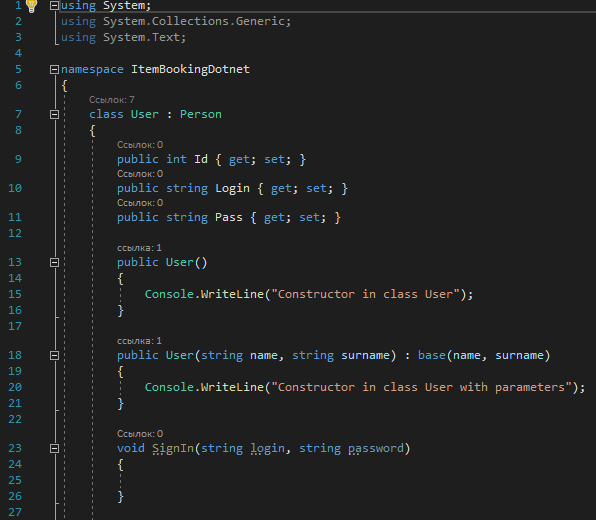 1 using System;
2 using System.Collections.Generic;
3 using System.Text;
4
5 namespace ItemBookingDotnet
6 {
Ссылок: 7
7 class User : Person
8 {
Ссылок: 0
9 public int Id { get; set; }
Ссылок: 0
10 public string Login { get; set; }
Ссылок: 0
11 public string Pass { get; set; }
12
ссылка: 1
13 public User()
14 {
15 Console.WriteLine("Constructor in class User");
16 }
17
ссылка: 1
18 public User(string name, string surname) : base(name, surname)
19 {
20 Console.WriteLine("Constructor in class User with parameters");
21 }
22
Ссылок: 0
23 void SignIn(string login, string password)
24 {
25
26 }
27